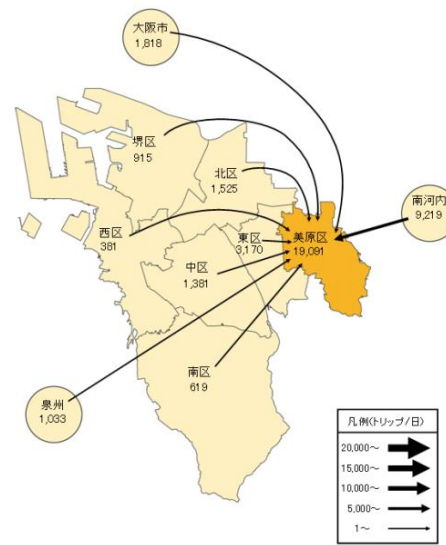 大阪市
1,818
堺区
915
北区
1,525
南河内
9,219
西区
381
東区
3,170
美原区
19,091
中区
1,381
南区
619
泉州
1,033
凡例(トリップ/日)
20,000～
15,000～
10,000～
5,000～
1～